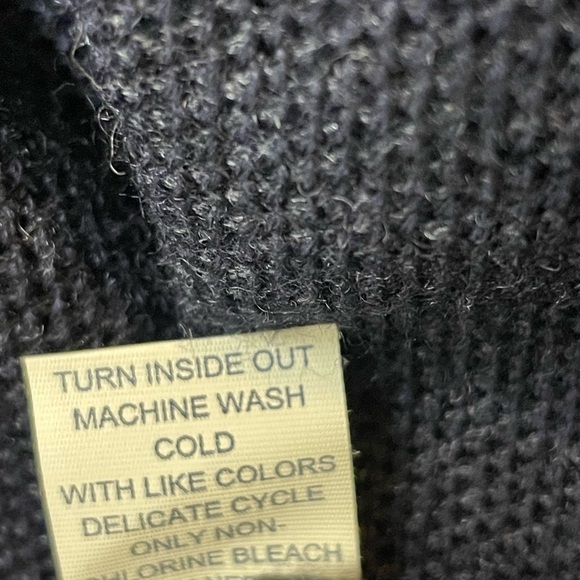 TURN INSIDE OUT
MACHINE WASH
COLD
WITH LIKE COLORS
DELICATE CYCLE
ONLY NON-
CHLORINE BLEACH